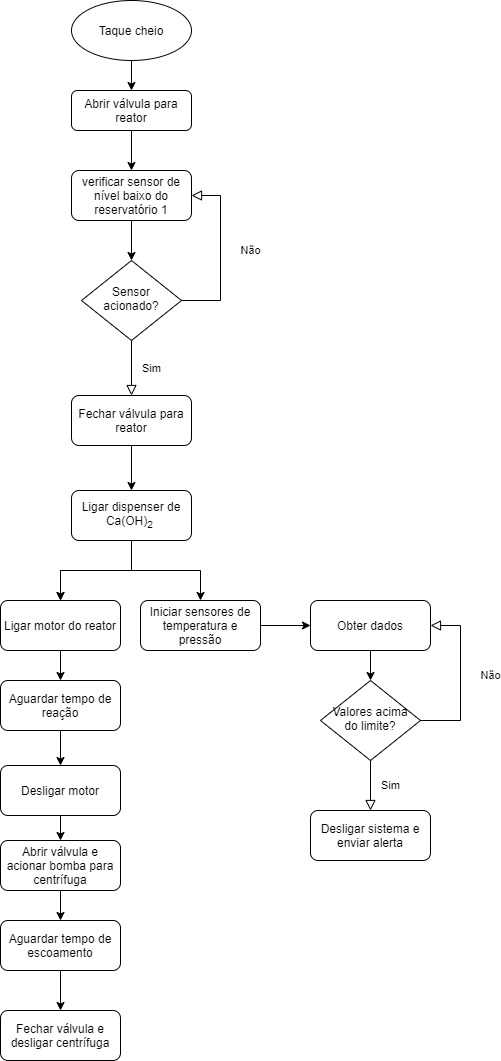 Taque cheio
Abrir válvula para
reator
verificar sensor de
nível baixo do
reservatório 1
Não
Sensor
acionado?
Sim
Fechar válvula para
reator
Ligar dispenser de
Ca(OH)2
Ligar motor do reator
Iniciar sensores de
temperatura e
pressão
Obter dados
Não
Aguardar tempo de
reação
Valores acima
do limite?
Sim
Desligar motor
Desligar sistema e
enviar alerta
Abrir válvula e
acionar bomba para
centrífuga
Aguardar tempo de
escoamento
Fechar válvula e
desligar centrífuga